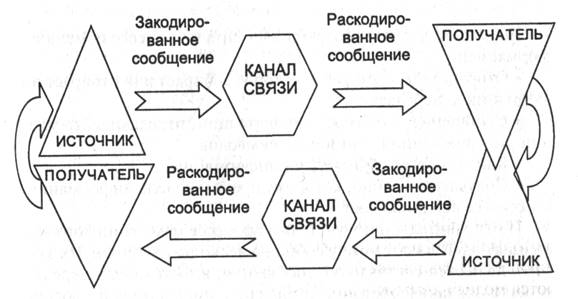 Закодиро-
ванное
сообщение
Раскодиро-
ванное
сообщение
ПОЛУЧАТЕЛЬ
КАНАЛ
СВЯЗИ
ИСТОЧНИК
ПОЛУЧАТЕЛЬ
Раскодиро-
ванное
сообщение
КАНАЛ
СВЯЗИ
Закодиро-
ванное
сообщение
ИСТОЧНИК